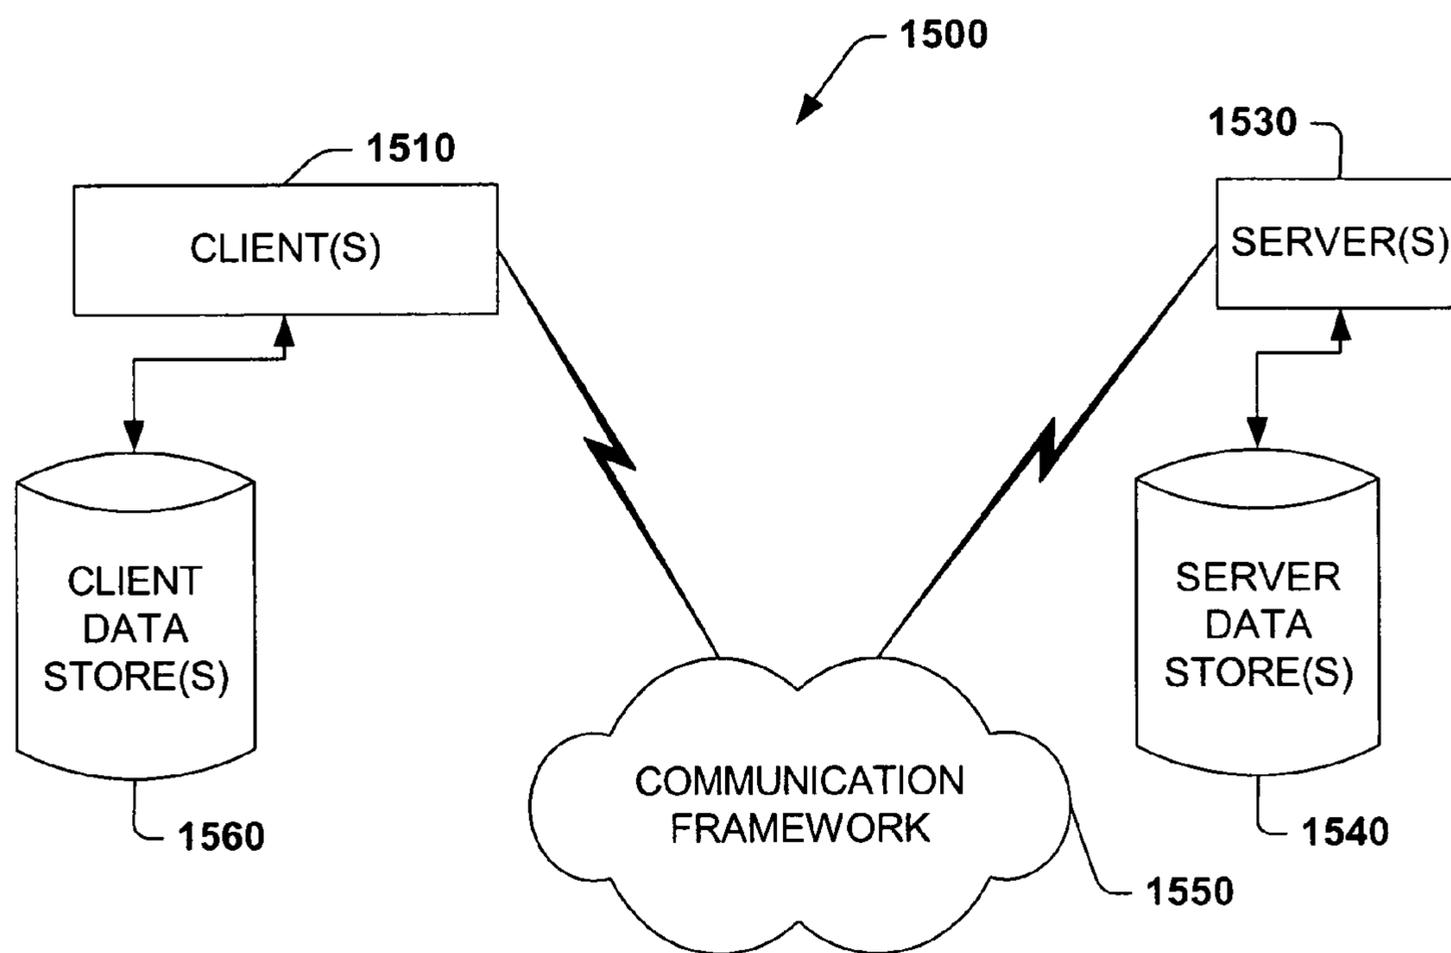 1500
1510
1530
CLIENT(S)
SERVER(S)
CLIENT
DATA
STORE(S)
SERVER
DATA
STORE(S)
COMMUNICATION
FRAMEWORK
1560
1540
1550